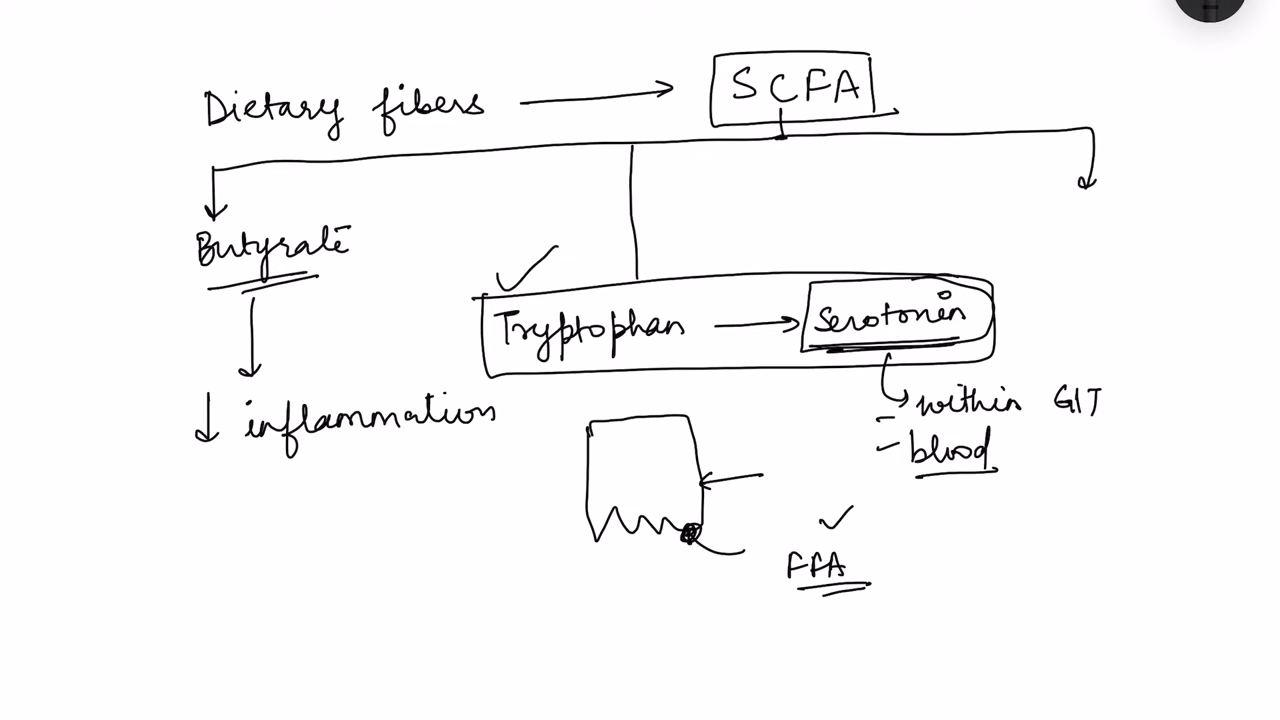 Dietary fibers → SCFA
Butyrate
Tryptophan → Serotonin
within GIT
↓ inflammation
- blood
FFA